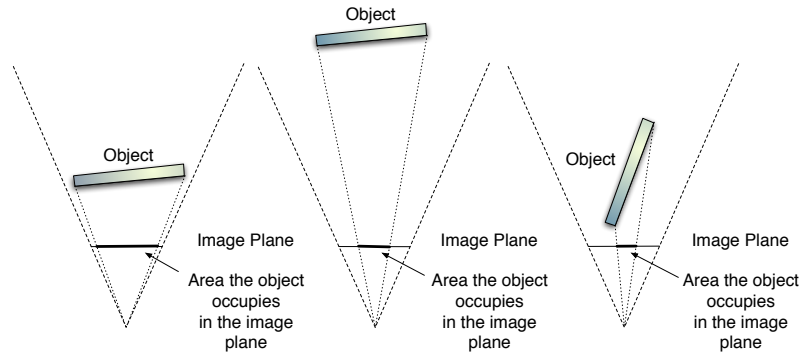 Object
Image Plane
Area the object
occupies
in the image
plane
Object
Image Plane
Area the object
occupies
in the image
plane
Object
Image Plane
Area the object
occupies
in the image
plane